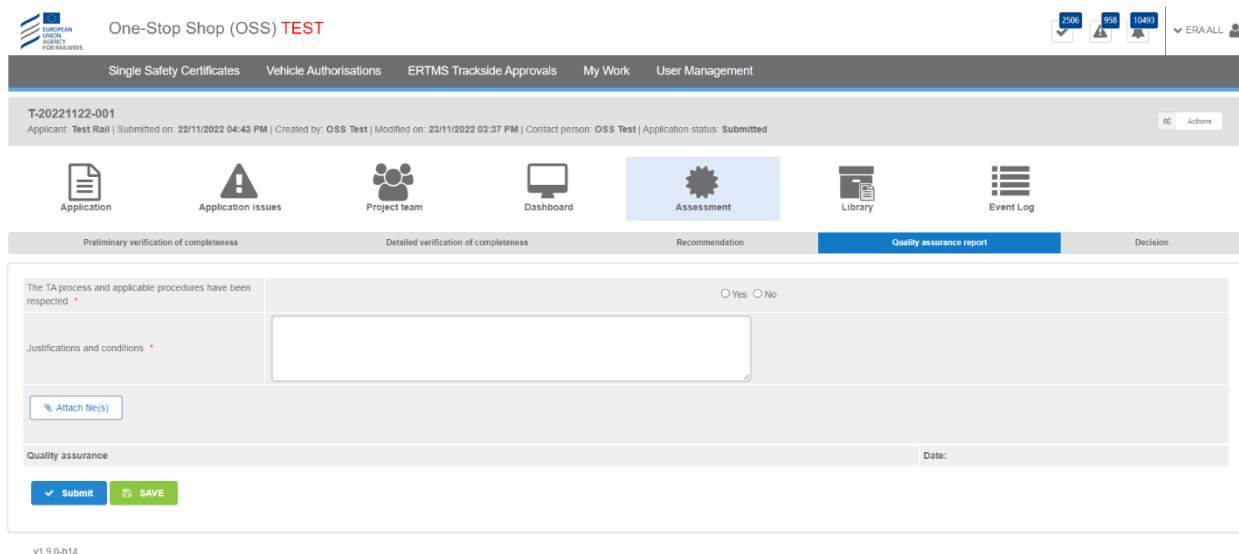 EUROPEAN
UNION
AGENCY
FOR RAILWAYS
One-Stop Shop (OSS) TEST
2506
958
10493
ERA ALL
Single Safety Certificates Vehicle Authorisations ERTMS Trackside Approvals My Work User Management
T-20221122-001
Applicant: Test Rail | Submitted on: 22/11/2022 04:43 PM | Created by: OSS Test | Modified on: 23/11/2022 03:37 PM | Contact person: OSS Test | Application status: Submitted
Actions
Application Application issues Project team Dashboard Assessment Library Event Log
Preliminary verification of completeness Detailed verification of completeness Recommendation Quality assurance report Decision
The TA process and applicable procedures have been
respected *
Yes No
Justifications and conditions *
Attach file(s)
Quality assurance Date:
Submit SAVE
v1.9.0-b14